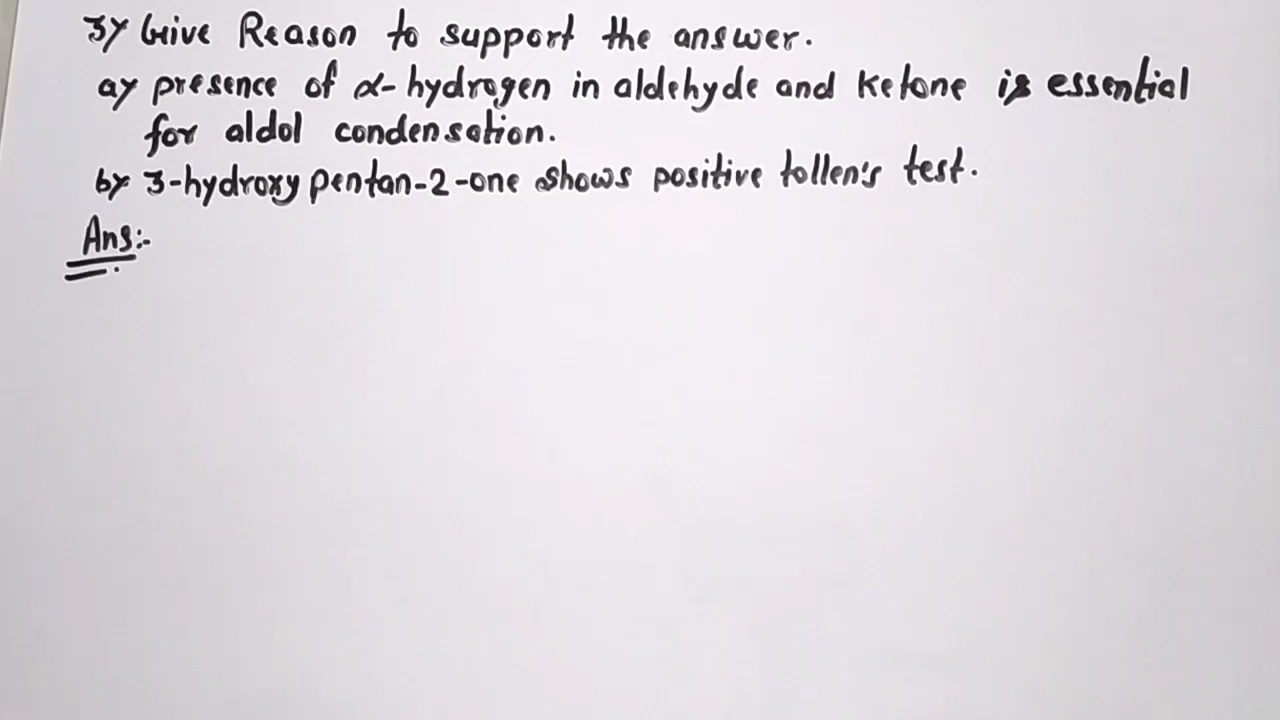 3) Give Reason to support the answer.
a) presence of α-hydrogen in aldehyde and ketone is essential
for aldol condensation.
b) 3-hydroxy pentan-2-one shows positive tollen's test.
Ans:-